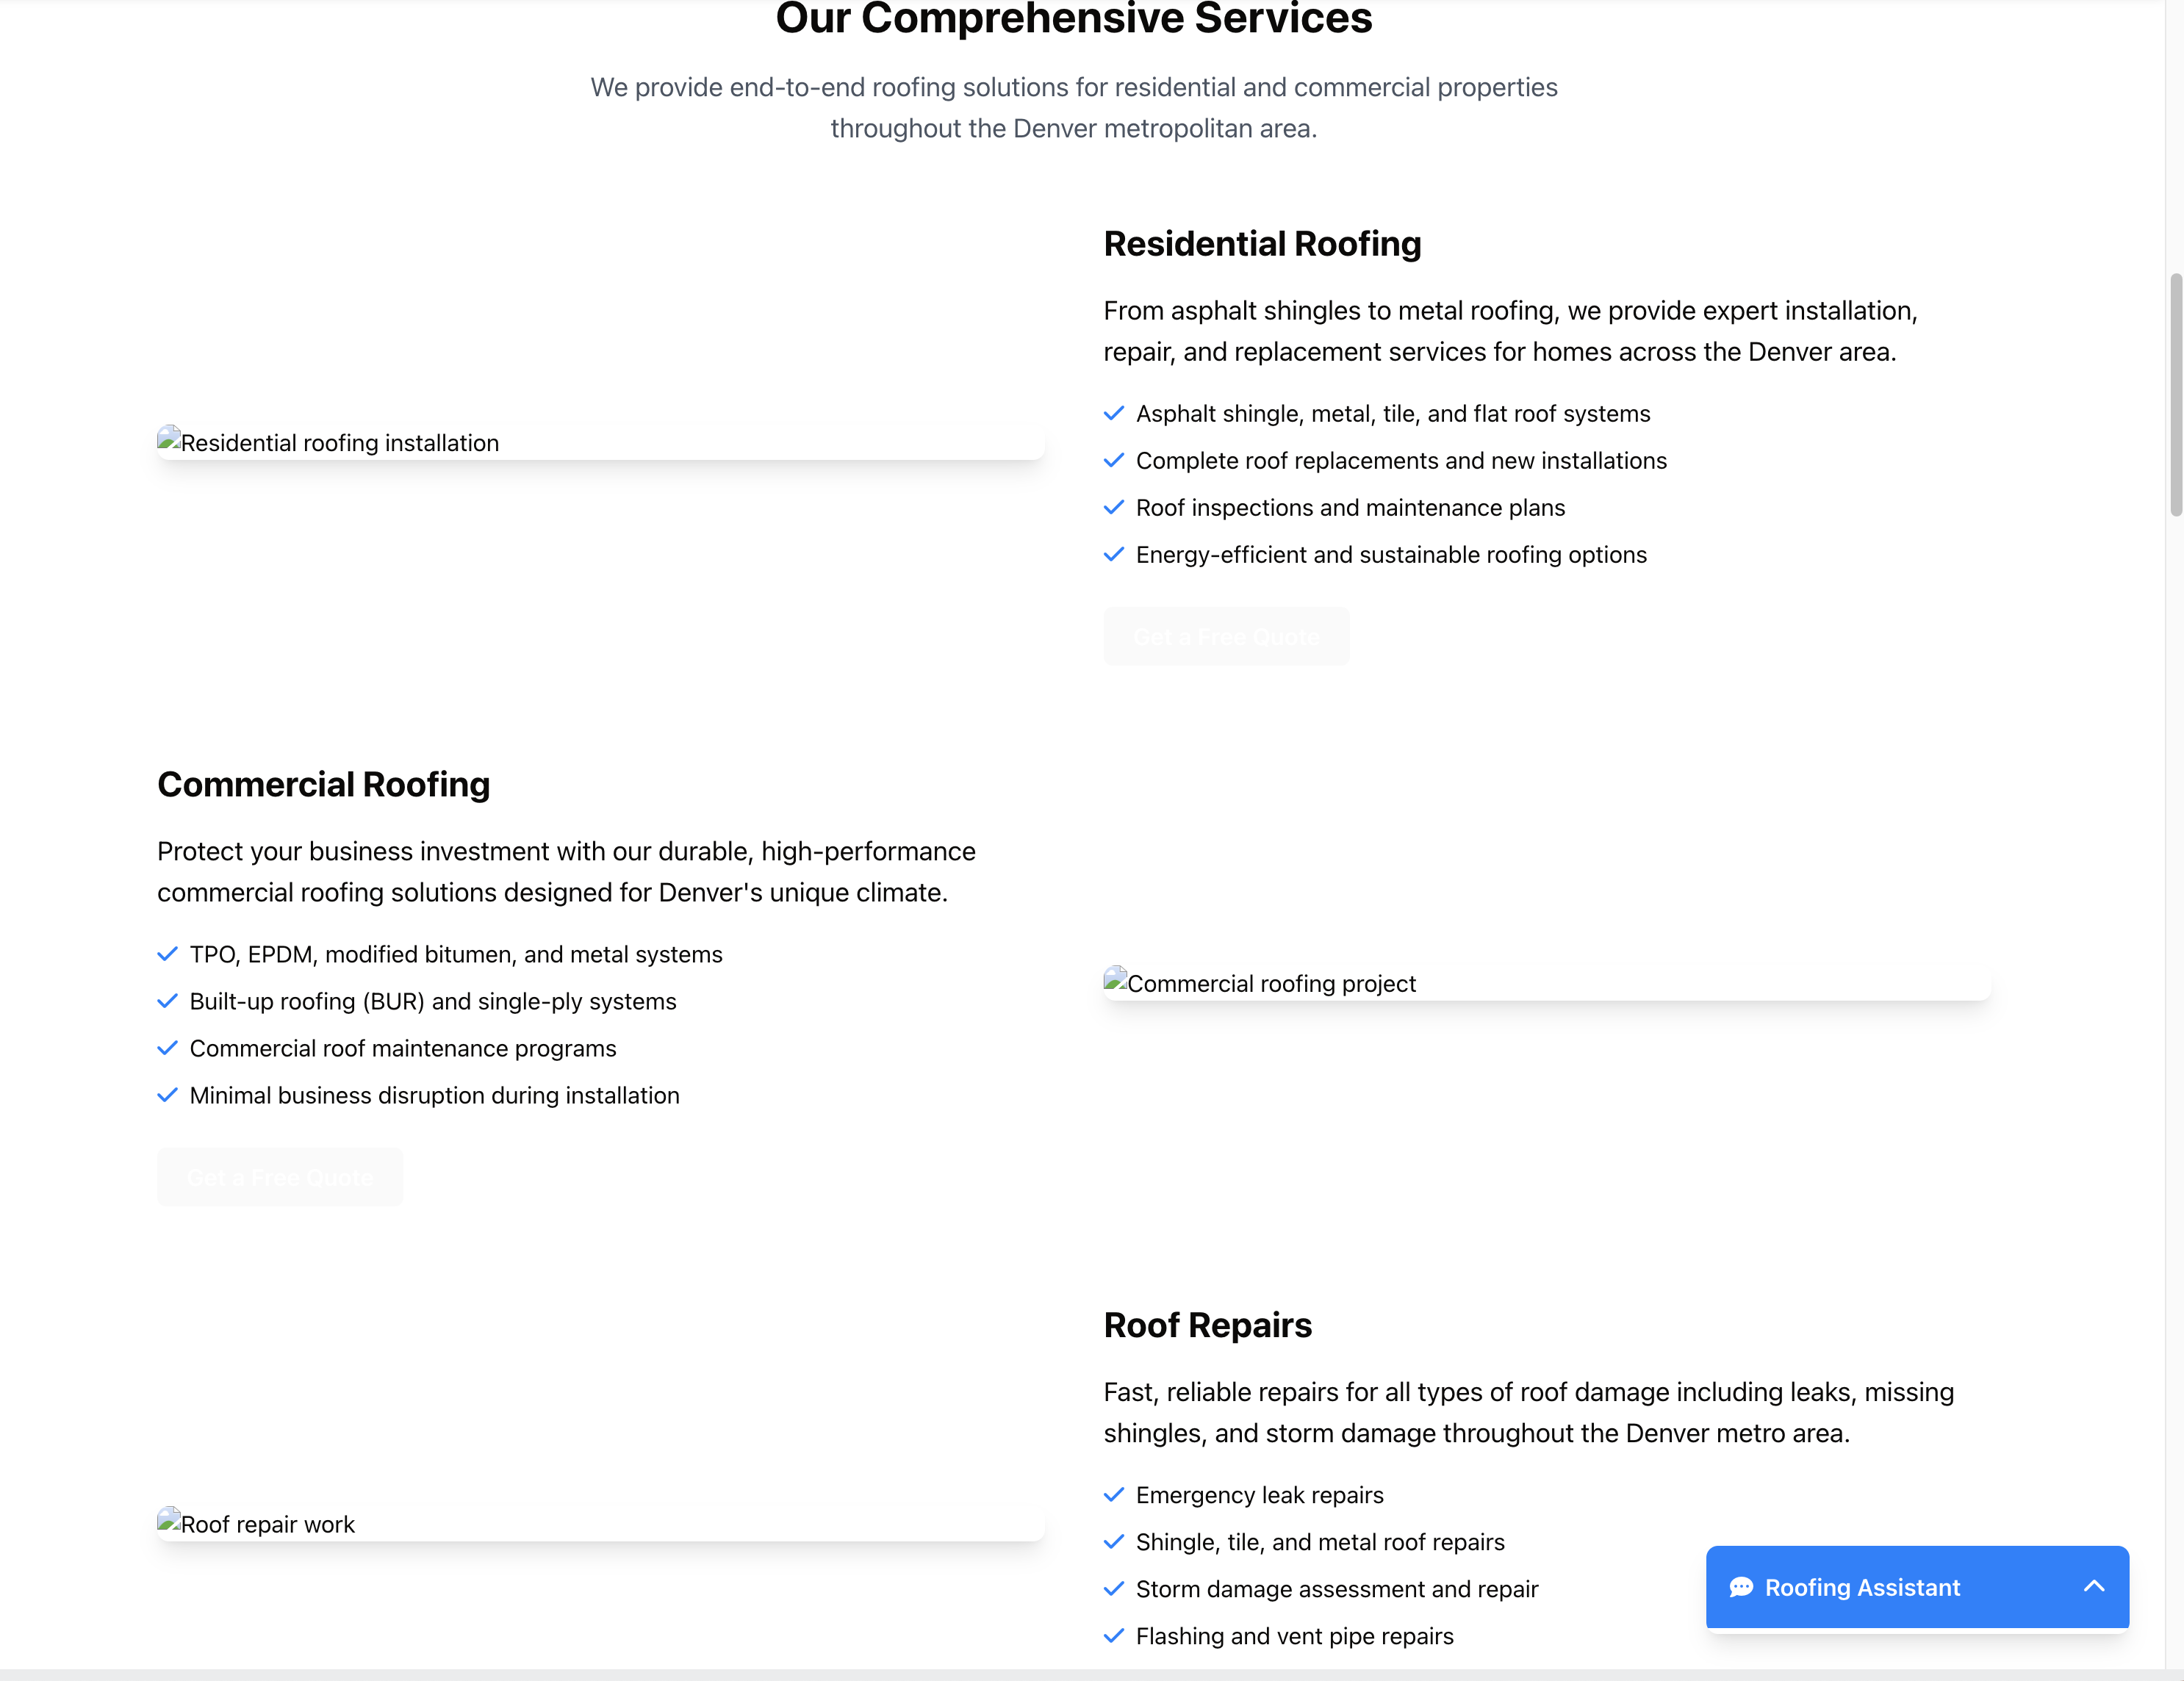 Our Comprehensive Services
We provide end-to-end roofing solutions for residential and commercial properties
throughout the Denver metropolitan area.
Residential roofing installation
Residential Roofing
From asphalt shingles to metal roofing, we provide expert installation,
repair, and replacement services for homes across the Denver area.
Asphalt shingle, metal, tile, and flat roof systems
Complete roof replacements and new installations
Roof inspections and maintenance plans
Energy-efficient and sustainable roofing options
Get a Free Quote
Commercial Roofing
Protect your business investment with our durable, high-performance
commercial roofing solutions designed for Denver's unique climate.
TPO, EPDM, modified bitumen, and metal systems
Built-up roofing (BUR) and single-ply systems
Commercial roof maintenance programs
Minimal business disruption during installation
Get a Free Quote
Commercial roofing project
Roof repair work
Roof Repairs
Fast, reliable repairs for all types of roof damage including leaks, missing
shingles, and storm damage throughout the Denver metro area.
Emergency leak repairs
Shingle, tile, and metal roof repairs
Storm damage assessment and repair
Flashing and vent pipe repairs
Roofing Assistant